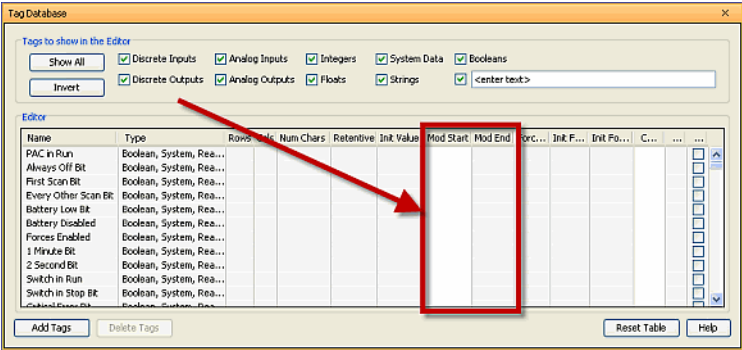 Tag Database
Tags to show in the Editor
Show All
Discrete Inputs Analog Inputs Integers System Data Booleans
Invert
Discrete Outputs Analog Outputs Floats Strings <enter text>
Editor
Name Type Rows Num Chars Retentive Init Value Mod Start Mod End Init F... Init Fo... C... ... ...
PAC in Run Boolean, System, Rea...
Always Off Bit Boolean, System, Rea...
First Scan Bit Boolean, System, Rea...
Every Other Scan Bit Boolean, System, Rea...
Battery Low Bit Boolean, System, Rea...
Battery Disabled Boolean, System, Rea...
Forces Enabled Boolean, System, Rea...
1 Minute Bit Boolean, System, Rea...
2 Second Bit Boolean, System, Rea...
Switch in Run Boolean, System, Rea...
Switch in Stop Bit Boolean, System, Rea...
Add Tags Delete Tags Reset Table Help